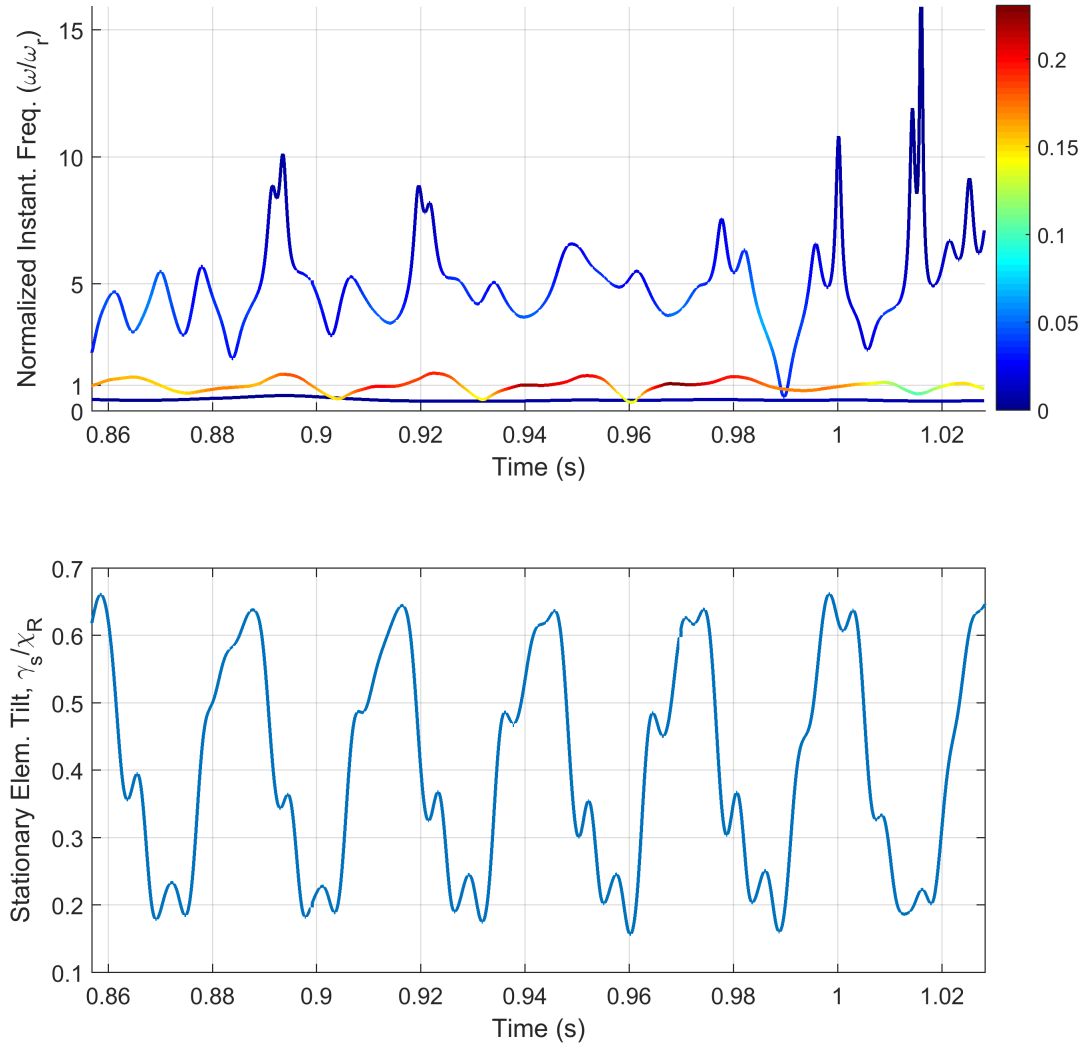 Normalized Instant. Freq. (ω/ωr)
15
10
5
1
0
0.86 0.88 0.9 0.92 0.94 0.96 0.98 1 1.02
Time (s)
0.2
0.15
0.1
0.05
0
Stationary Elem. Tilt, γs/χR
0.7
0.6
0.5
0.4
0.3
0.2
0.1
0.86 0.88 0.9 0.92 0.94 0.96 0.98 1 1.02
Time (s)